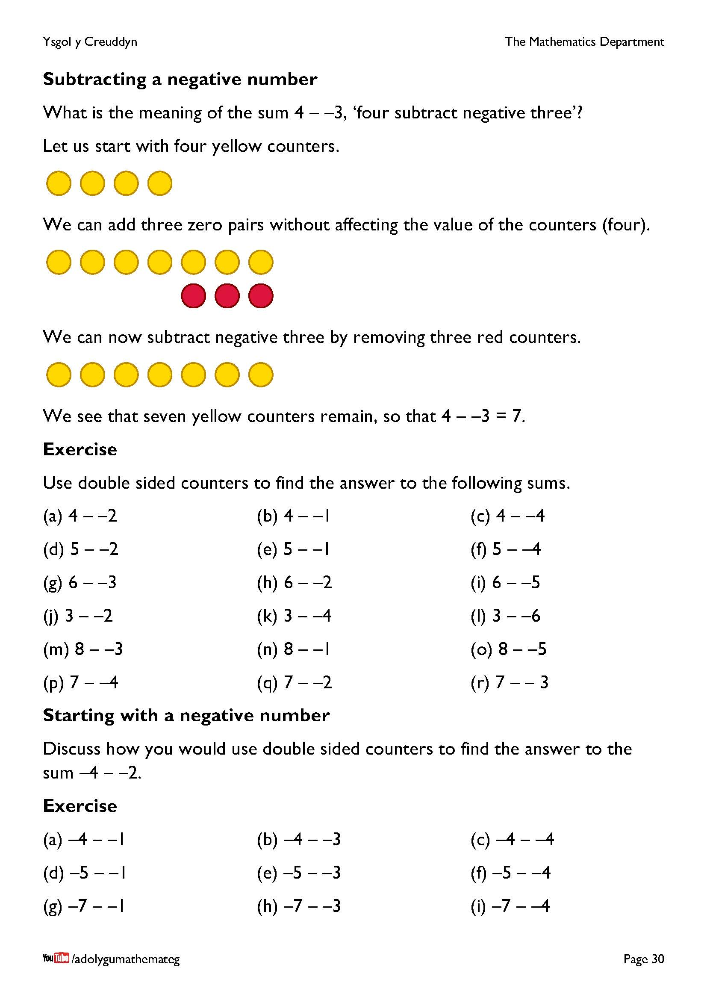 Ysgol y Creuddyn The Mathematics Department
Subtracting a negative number
What is the meaning of the sum 4 – –3, ‘four subtract negative three’?
Let us start with four yellow counters.
We can add three zero pairs without affecting the value of the counters (four).
We can now subtract negative three by removing three red counters.
We see that seven yellow counters remain, so that 4 – –3 = 7.
Exercise
Use double sided counters to find the answer to the following sums.
(a) 4 – –2 (b) 4 – –1 (c) 4 – –4
(d) 5 – –2 (e) 5 – –1 (f) 5 – –4
(g) 6 – –3 (h) 6 – –2 (i) 6 – –5
(j) 3 – –2 (k) 3 – –4 (l) 3 – –6
(m) 8 – –3 (n) 8 – –1 (o) 8 – –5
(p) 7 – –4 (q) 7 – –2 (r) 7 – – 3
Starting with a negative number
Discuss how you would use double sided counters to find the answer to the
sum –4 – –2.
Exercise
(a) –4 – –1 (b) –4 – –3 (c) –4 – –4
(d) –5 – –1 (e) –5 – –3 (f) –5 – –4
(g) –7 – –1 (h) –7 – –3 (i) –7 – –4
YouTube/adolygumathemateg Page 30